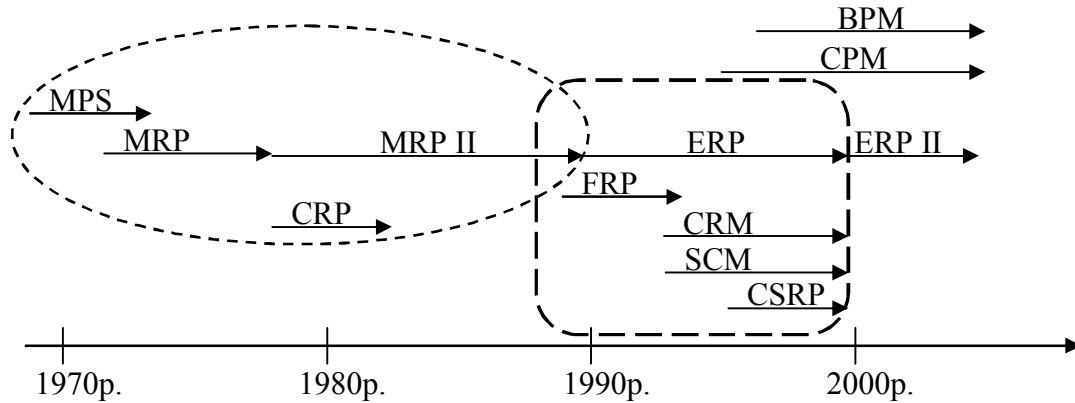 BPM
CPM
MPS
MRP MRP II ERP ERP II
FRP
CRP
CRM
SCM
CSRP
1970р. 1980р. 1990р. 2000р.